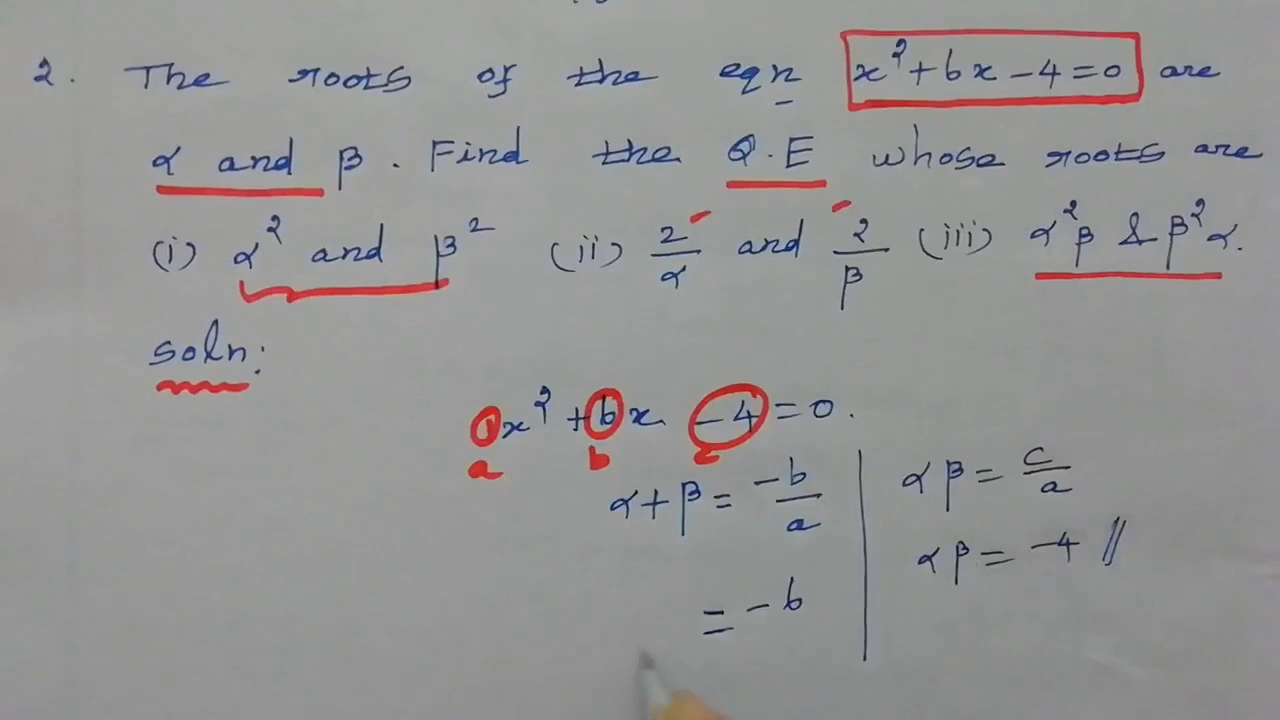 2. The roots of the eqn x²+6x-4=0 are
α and β. Find the Q.E whose roots are
(i) α² and β² (ii) 2/α and 2/β (iii) α²β & β²α.
soln:
1x² +6x -4 = 0.
a b c
α+β = -b/a
αβ = c/a
= -6
αβ = -4 //